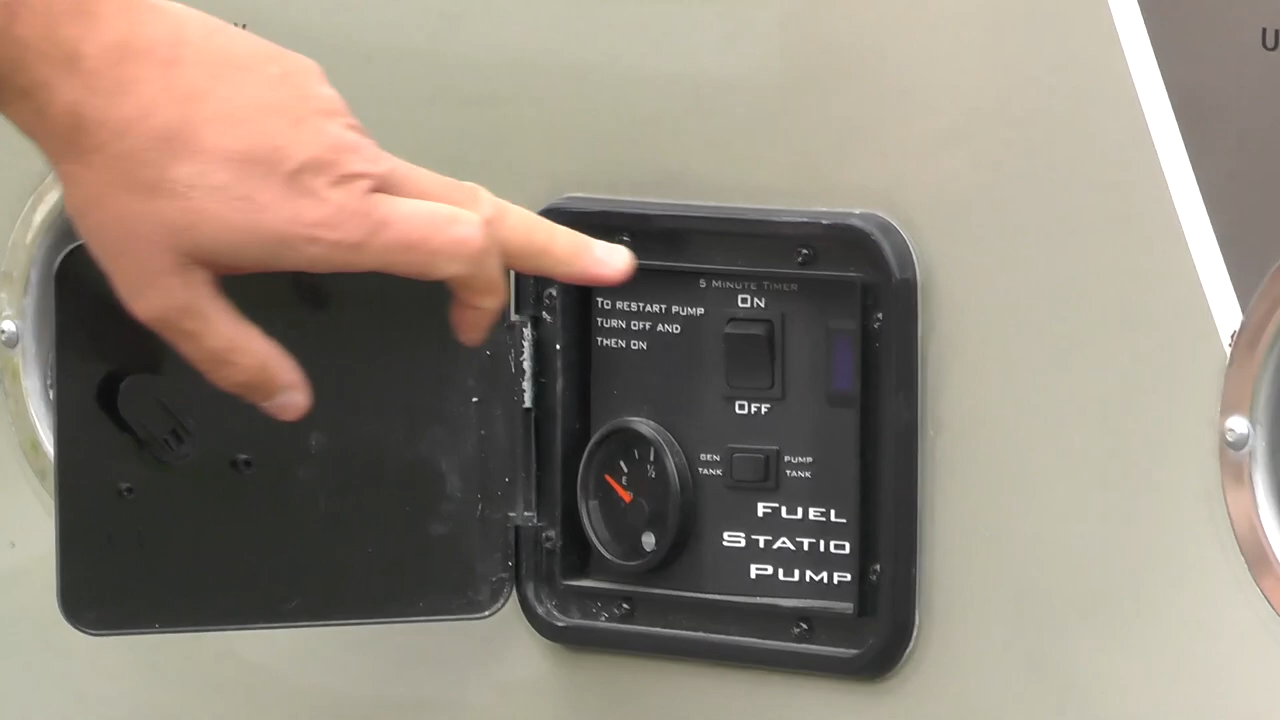 5 Minute Timer
On
To restart pump
turn off and
then on
Off
Gen
Tank
Pump
Tank
E
½
Fuel
Statio
Pump
U